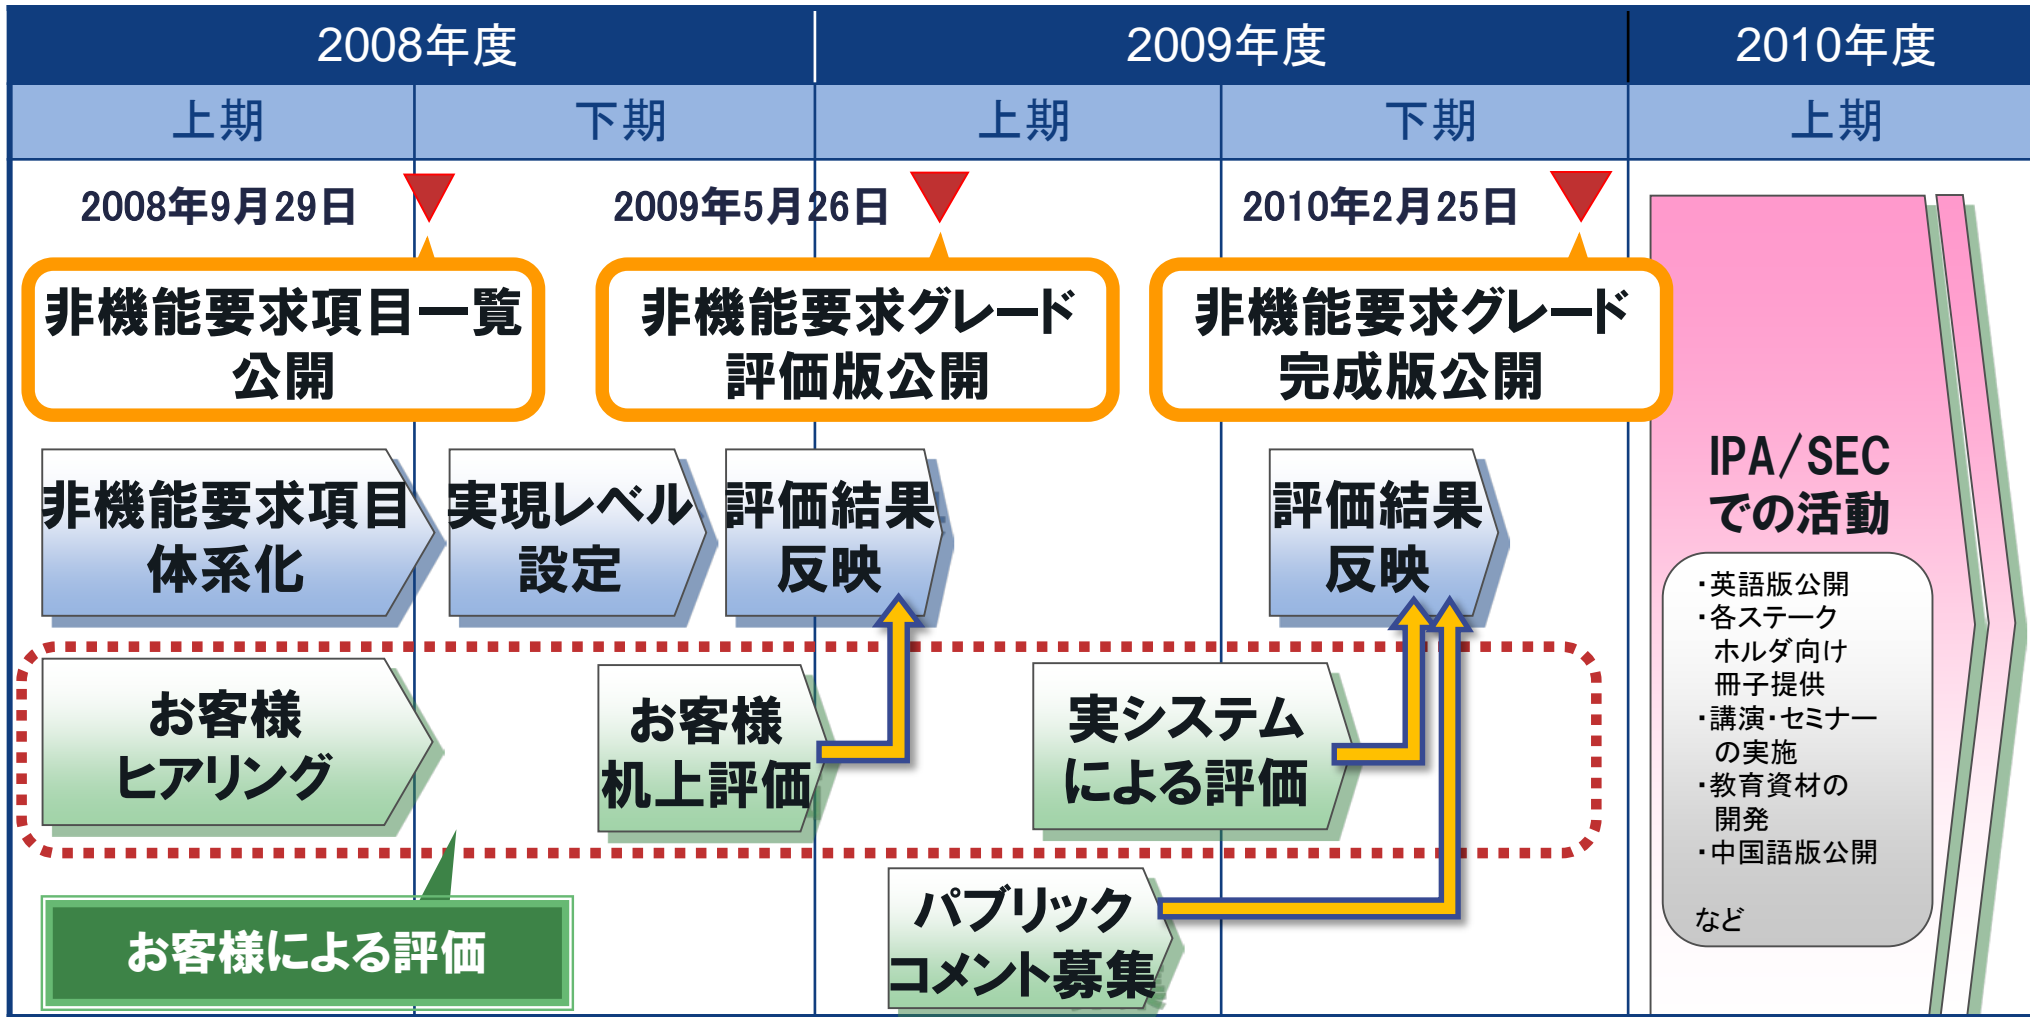 2008年度
2009年度
2010年度
上期
下期
上期
下期
上期
2008年9月29日
2009年5月26日
2010年2月25日
非機能要求項目一覧
公開
非機能要求グレード
評価版公開
非機能要求グレード
完成版公開
非機能要求項目
体系化
実現レベル
設定
評価結果
反映
評価結果
反映
お客様
ヒアリング
お客様
机上評価
実システム
による評価
パブリック
コメント募集
お客様による評価
IPA/SEC
での活動
・英語版公開
・各ステーク
ホルダ向け
冊子提供
・講演・セミナー
の実施
・教育資材の
開発
・中国語版公開
など